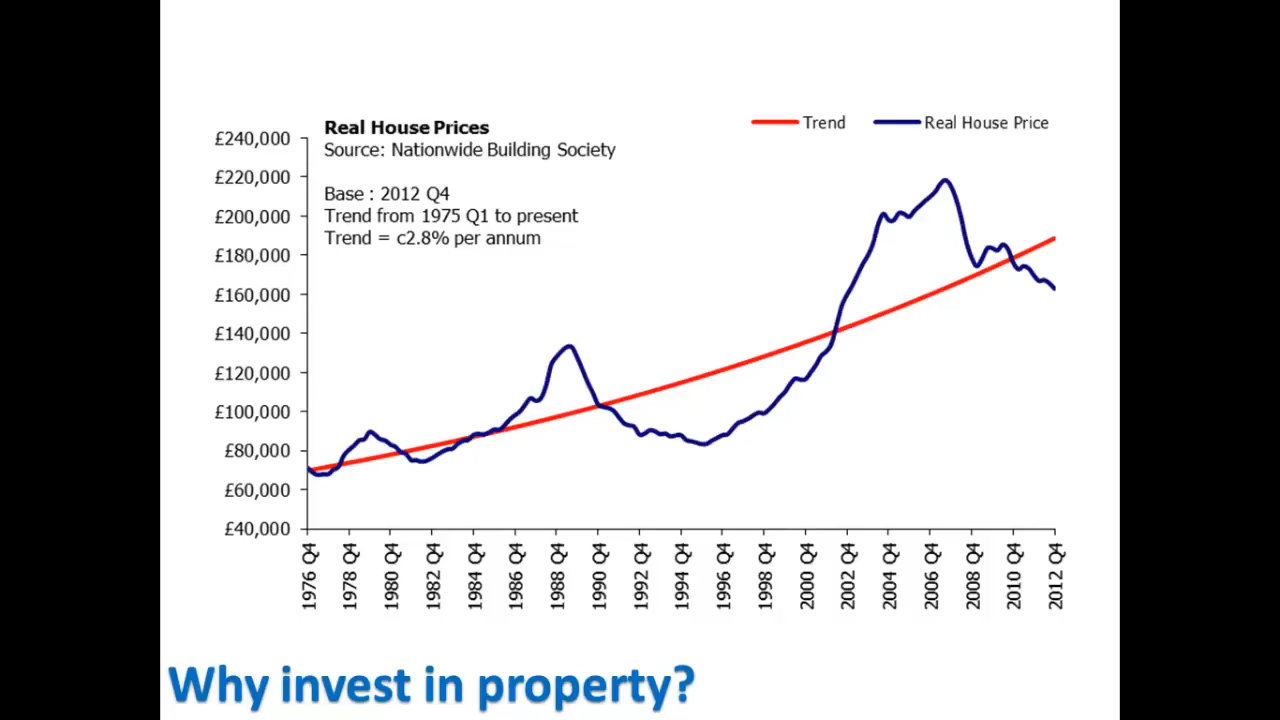 Real House Prices
Source: Nationwide Building Society
Base : 2012 Q4
Trend from 1975 Q1 to present
Trend = c2.8% per annum
Trend
Real House Price
£240,000
£220,000
£200,000
£180,000
£160,000
£140,000
£120,000
£100,000
£80,000
£60,000
£40,000
1976 Q4
1978 Q4
1980 Q4
1982 Q4
1984 Q4
1986 Q4
1988 Q4
1990 Q4
1992 Q4
1994 Q4
1996 Q4
1998 Q4
2000 Q4
2002 Q4
2004 Q4
2006 Q4
2008 Q4
2010 Q4
2012 Q4
Why invest in property?